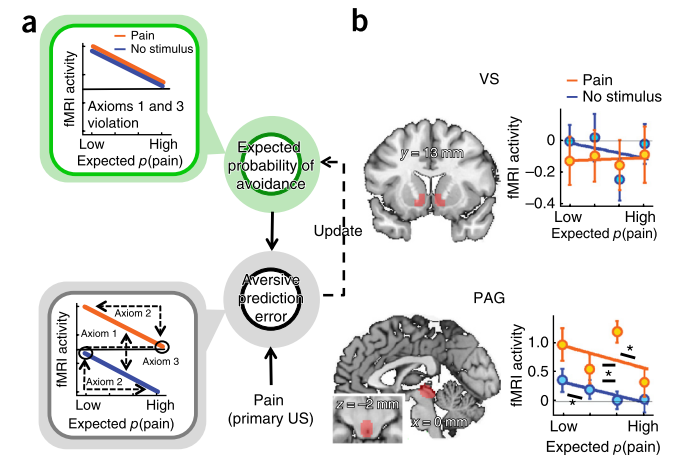 a
Pain
No stimulus
fMRI activity
Axioms 1 and 3
violation
Low
High
Expected p(pain)
Expected
probability of
avoidance
Update
Aversive
prediction
error
Pain
(primary US)
fMRI activity
Axiom 2
Axiom 1
Axiom 3
Axiom 2
Low
High
Expected p(pain)
b
VS
y = 13 mm
Pain
No stimulus
fMRI activity
0
−0.2
−0.4
Low
High
Expected p(pain)
PAG
z = −2 mm
x = 0 mm
fMRI activity
1.0
0.5
0
*
*
*
Low
High
Expected p(pain)